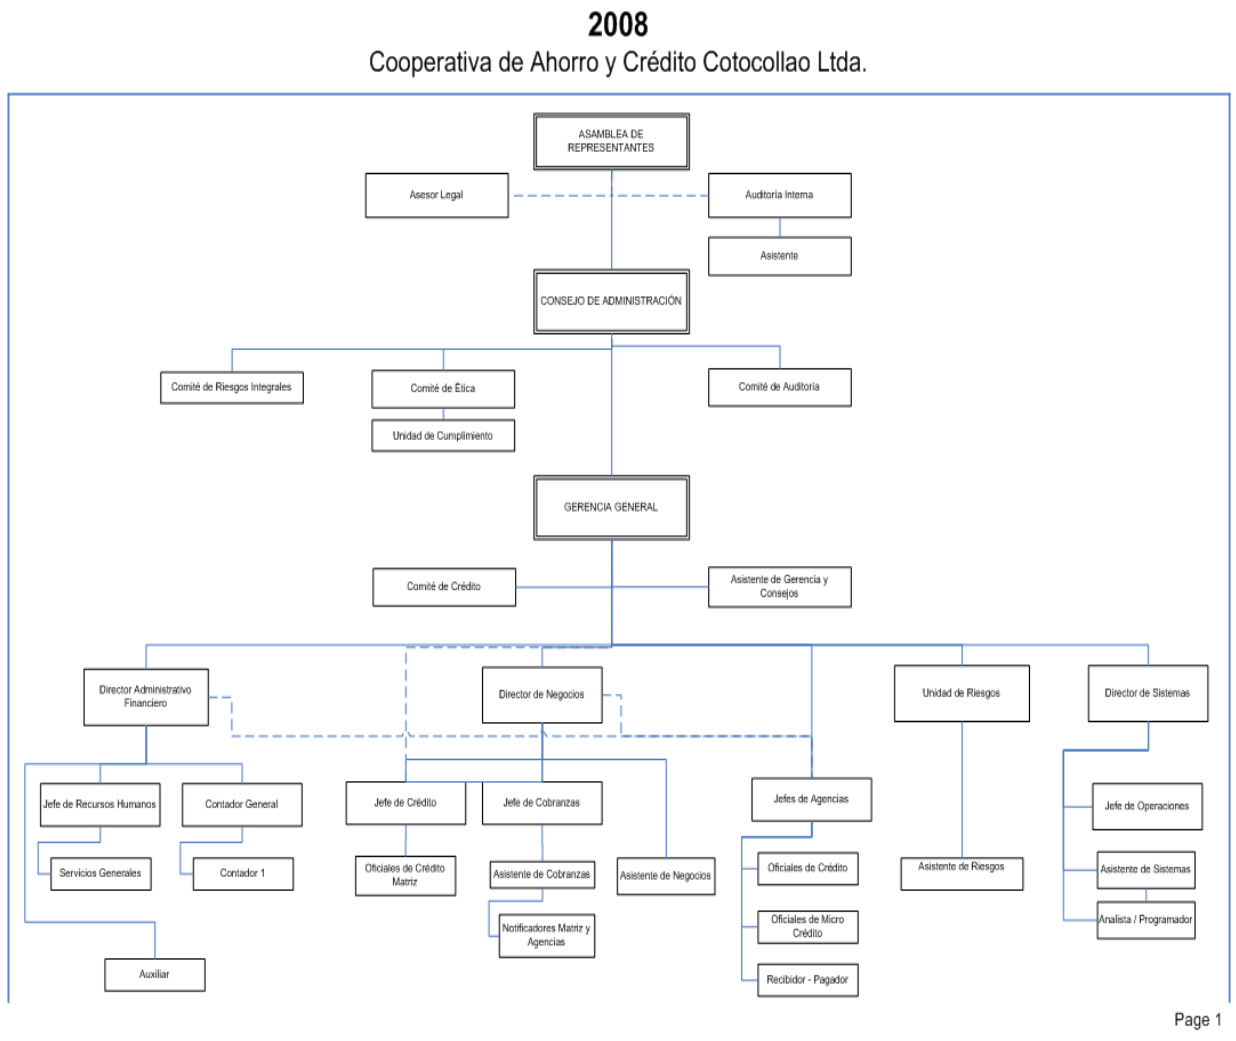 2008
Cooperativa de Ahorro y Crédito Cotocollao Ltda.
ASAMBLEA DE
REPRESENTANTES
Asesor Legal
Auditoría Interna
Asistente
CONSEJO DE ADMINISTRACIÓN
Comité de Riesgos Integrales
Comité de Ética
Comité de Auditoría
Unidad de Cumplimiento
GERENCIA GENERAL
Comité de Crédito
Asistente de Gerencia y
Consejos
Director Administrativo
Financiero
Director de Negocios
Unidad de Riesgos
Director de Sistemas
Jefe de Recursos Humanos
Contador General
Jefe de Crédito
Jefe de Cobranzas
Jefes de Agencias
Jefe de Operaciones
Servicios Generales
Contador 1
Oficiales de Crédito
Matriz
Asistente de Cobranzas
Asistente de Negocios
Oficiales de Crédito
Asistente de Riesgos
Asistente de Sistemas
Notificadores Matriz y
Agencias
Oficiales de Micro
Crédito
Analista / Programador
Auxiliar
Recibidor - Pagador
Page 1